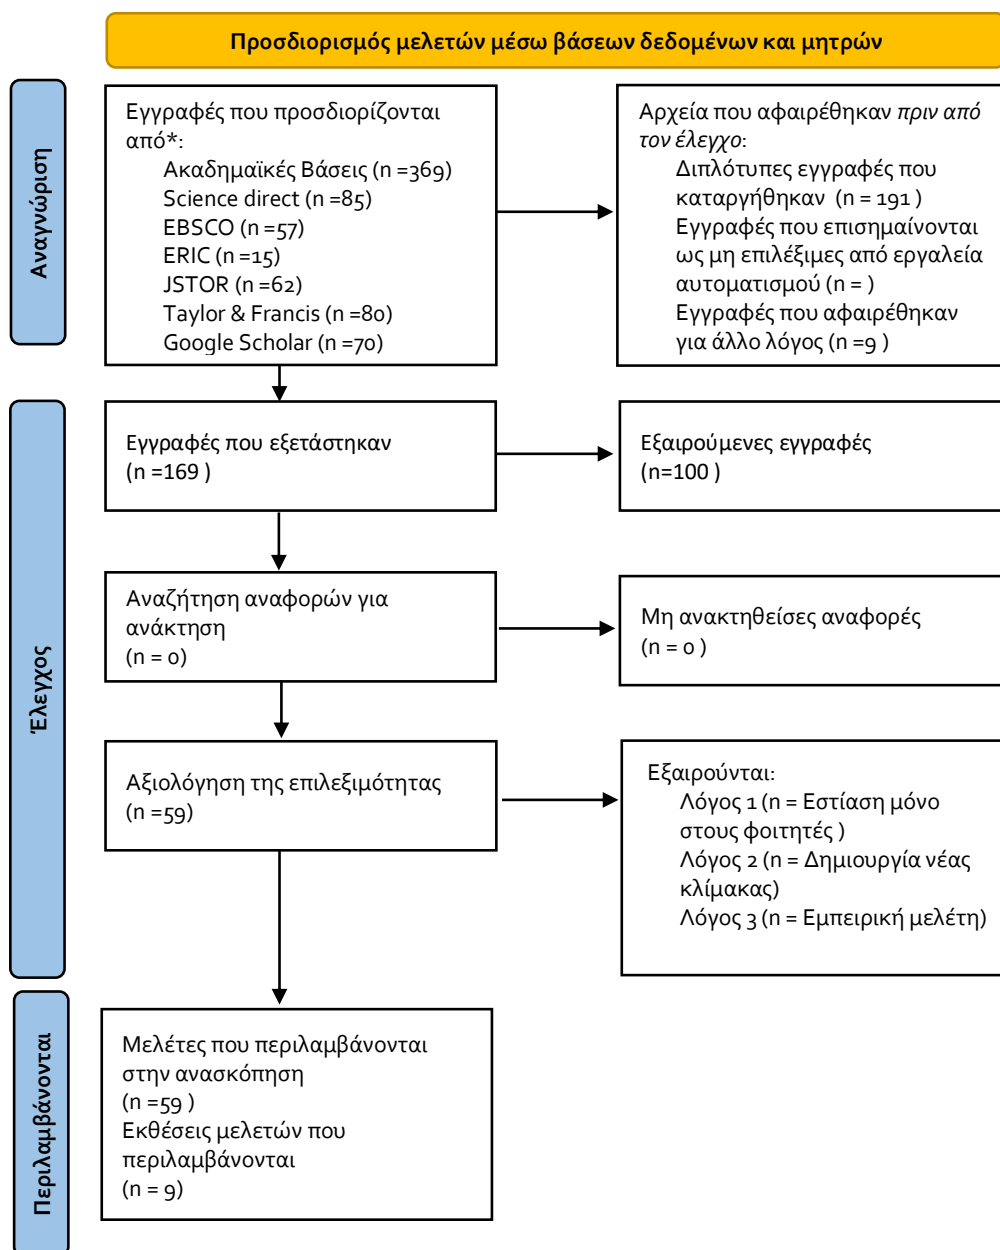 Προσδιορισμός μελετών μέσω βάσεων δεδομένων και μητρών
Αναγνώριση
Εγγραφές που προσδιορίζονται
από*:
Ακαδημαϊκές Βάσεις (n =369)
Science direct (n =85)
EBSCO (n =57)
ERIC (n =15)
JSTOR (n =62)
Taylor & Francis (n =80)
Google Scholar (n =70)
Αρχεία που αφαιρέθηκαν πριν από
τον έλεγχο:
Διπλότυπες εγγραφές που
καταργήθηκαν (n = 191 )
Εγγραφές που επισημαίνονται
ως μη επιλέξιμες από εργαλεία
αυτοματισμού (n = )
Εγγραφές που αφαιρέθηκαν
για άλλο λόγος (n =9 )
Έλεγχος
Εγγραφές που εξετάστηκαν
(n =169 )
Εξαιρούμενες εγγραφές
(n=100 )
Αναζήτηση αναφορών για
ανάκτηση
(n = 0)
Μη ανακτηθείσες αναφορές
(n = 0 )
Αξιολόγηση της επιλεξιμότητας
(n =59)
Εξαιρούνται:
Λόγος 1 (n = Εστίαση μόνο
στους φοιτητές )
Λόγος 2 (n = Δημιουργία νέας
κλίμακας)
Λόγος 3 (n = Εμπειρική μελέτη)
Περιλαμβάνονται
Μελέτες που περιλαμβάνονται
στην ανασκόπηση
(n =59 )
Εκθέσεις μελετών που
περιλαμβάνονται
(n = 9)